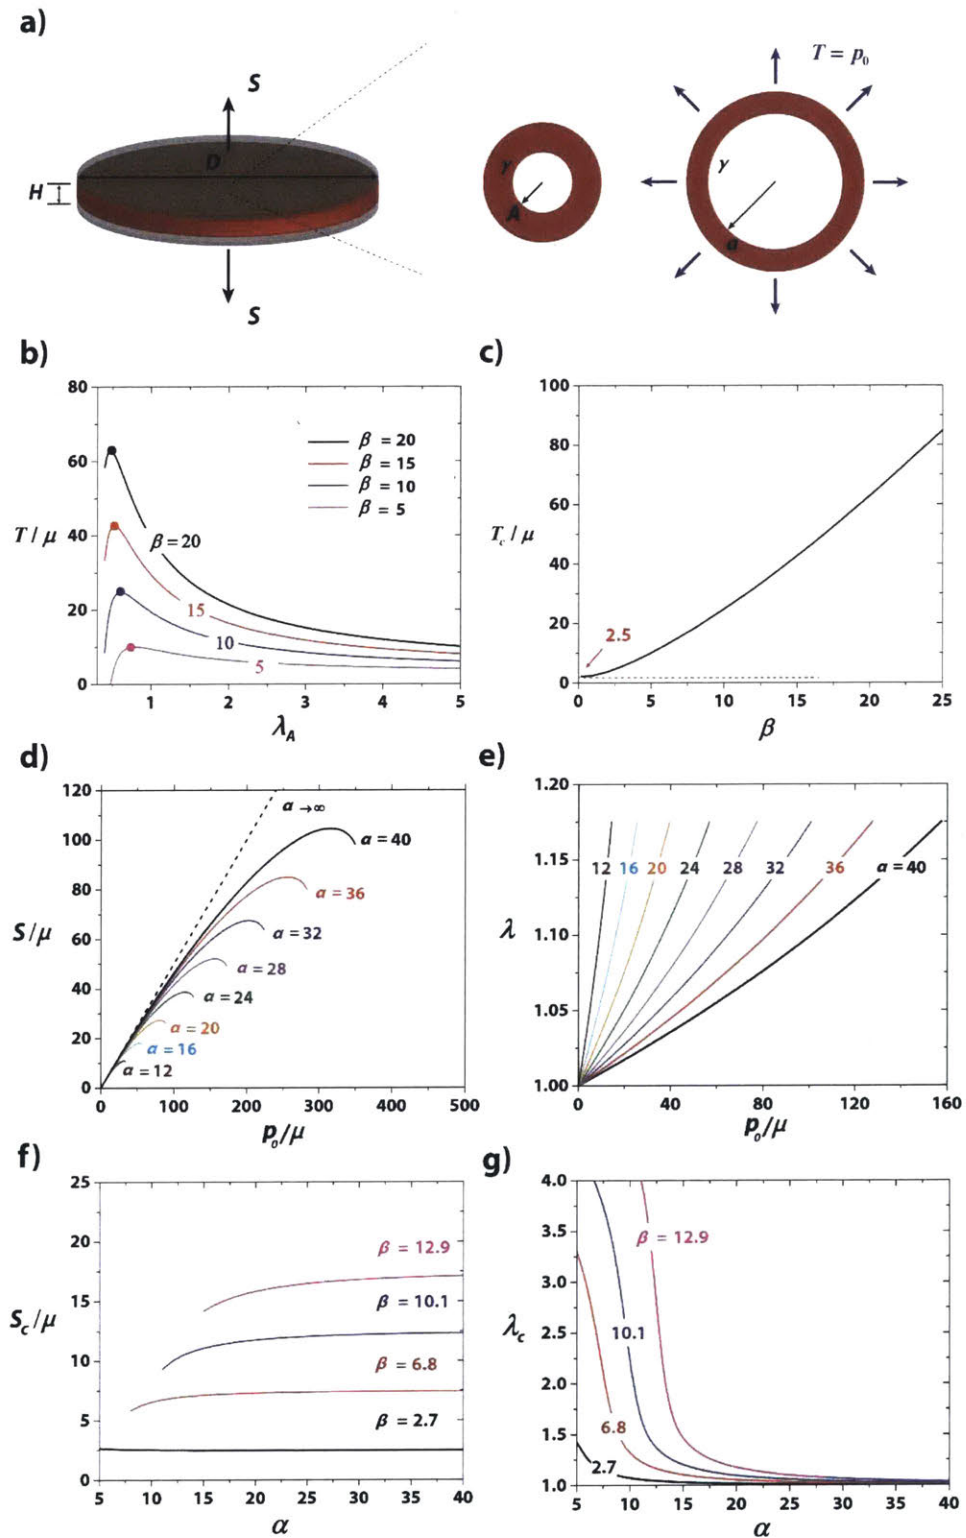 a)
S
T = p₀
D
H
γ
A
γ
a
S
b)
80
60
T / μ
40
20
0
β = 20
β = 15
β = 10
β = 5
β = 20
15
10
5
1
2
3
4
5
λ_A
c)
100
80
60
T_c / μ
40
20
0
2.5
0
5
10
15
20
25
β
d)
120
100
80
S/μ
60
40
20
0
α →∞
α = 40
α = 36
α = 32
α = 28
α = 24
α = 20
α = 16
α = 12
0
100
200
300
400
500
p₀/μ
e)
1.20
1.15
λ
1.10
1.05
1.00
12
16
20
24
28
32
36
α = 40
0
40
80
120
160
p₀/μ
f)
25
20
15
S_C/μ
10
5
0
β = 12.9
β = 10.1
β = 6.8
β = 2.7
5
10
15
20
25
30
35
40
α
g)
4.0
3.5
3.0
λ_c
2.5
2.0
1.5
1.0
β = 12.9
10.1
6.8
2.7
5
10
15
20
25
30
35
40
α